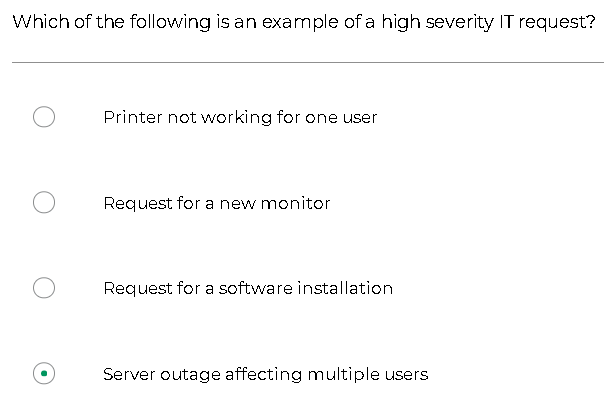 Which of the following is an example of a high severity IT request?
Printer not working for one user
Request for a new monitor
Request for a software installation
Server outage affecting multiple users